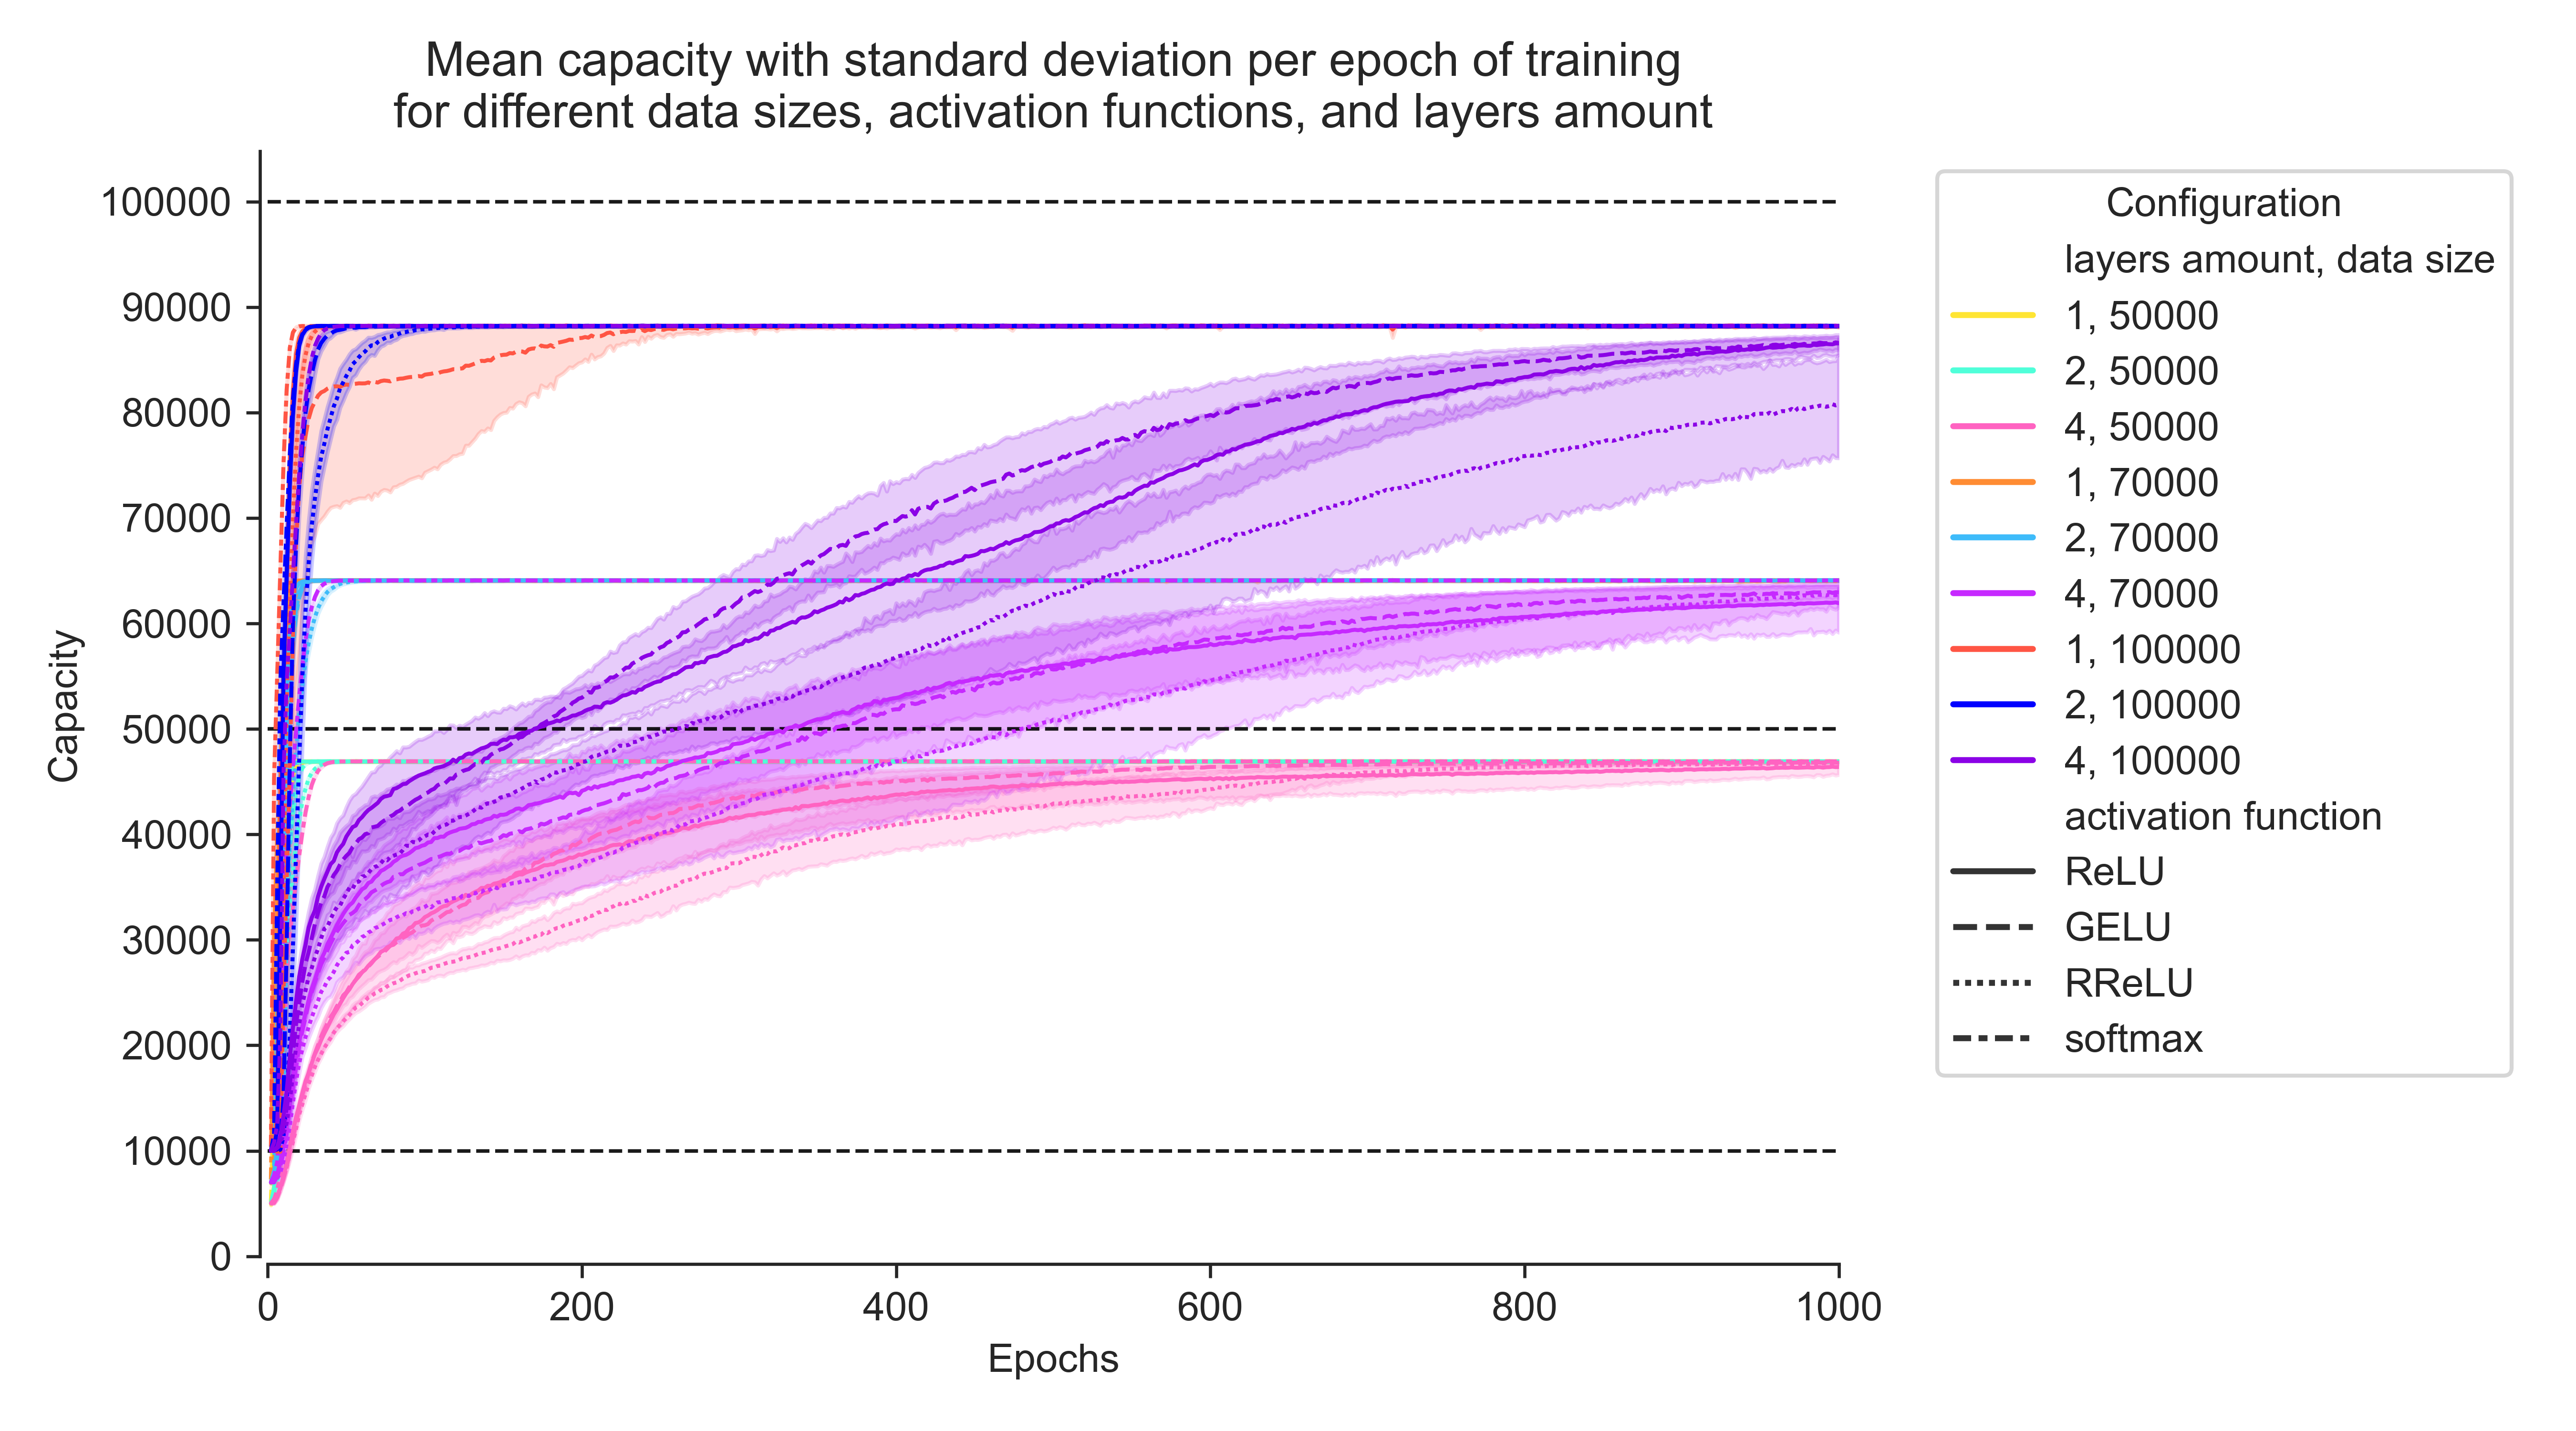 Mean capacity with standard deviation per epoch of training
for different data sizes, activation functions, and layers amount
100000
90000
80000
70000
60000
50000
40000
30000
20000
10000
0
Capacity
0 200 400 600 800 1000
Epochs
Configuration
layers amount, data size
1, 50000
2, 50000
4, 50000
1, 70000
2, 70000
4, 70000
1, 100000
2, 100000
4, 100000
activation function
ReLU
GELU
RReLU
softmax